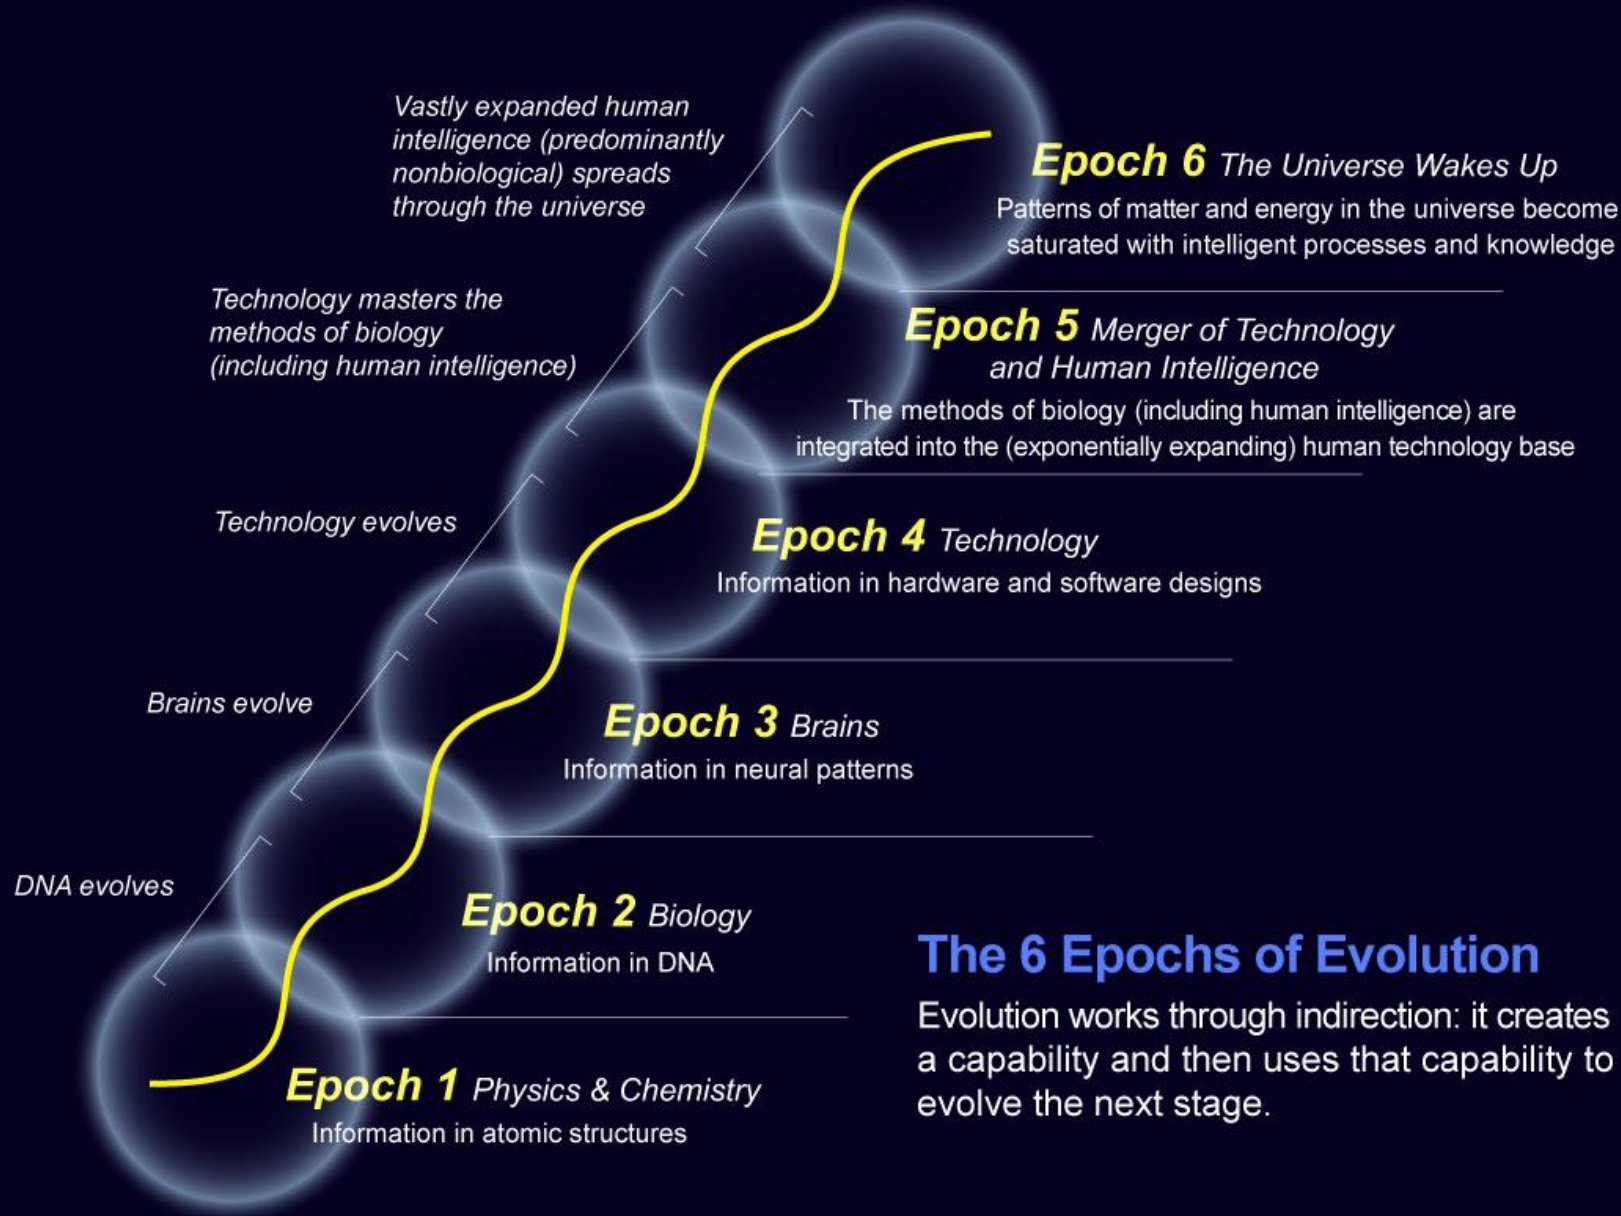 Vastly expanded human
intelligence (predominantly
nonbiological) spreads
through the universe
Epoch 6 The Universe Wakes Up
Patterns of matter and energy in the universe become
saturated with intelligent processes and knowledge
Technology masters the
methods of biology
(including human intelligence)
Epoch 5 Merger of Technology
and Human Intelligence
The methods of biology (including human intelligence) are
integrated into the (exponentially expanding) human technology base
Technology evolves
Epoch 4 Technology
Information in hardware and software designs
Brains evolve
Epoch 3 Brains
Information in neural patterns
DNA evolves
Epoch 2 Biology
Information in DNA
Epoch 1 Physics & Chemistry
Information in atomic structures
The 6 Epochs of Evolution
Evolution works through indirection: it creates
a capability and then uses that capability to
evolve the next stage.